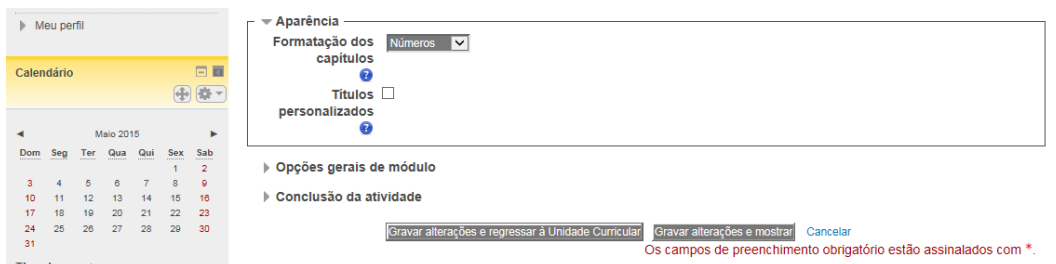 Meu perfil
Calendário
Maio 2015
Dom Seg Ter Qua Qui Sex Sab
1 2
3 4 5 6 7 8 9
10 11 12 13 14 15 16
17 18 19 20 21 22 23
24 25 26 27 28 29 30
31
Aparência
Formatação dos
capítulos
Números
Títulos
personalizados
Opções gerais de módulo
Conclusão da atividade
Gravar alterações e regressar à Unidade Curricular Gravar alterações e mostrar Cancelar
Os campos de preenchimento obrigatório estão assinalados com *.